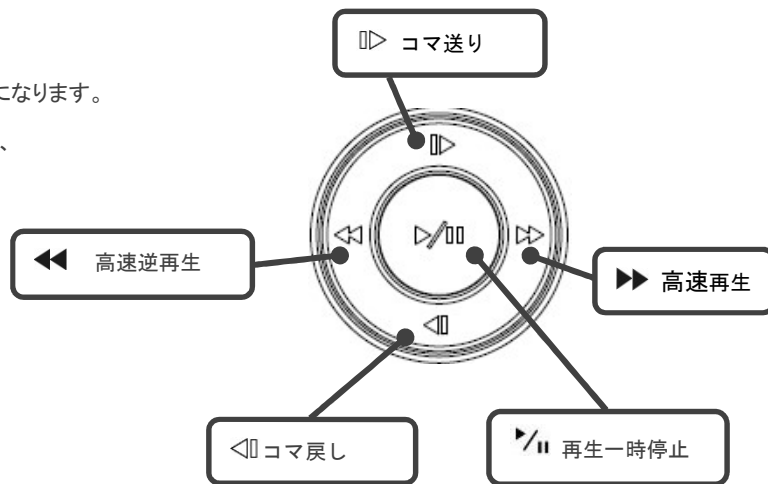 コマ送り
になります。
、
高速逆再生
高速再生
コマ戻し
再生一時停止